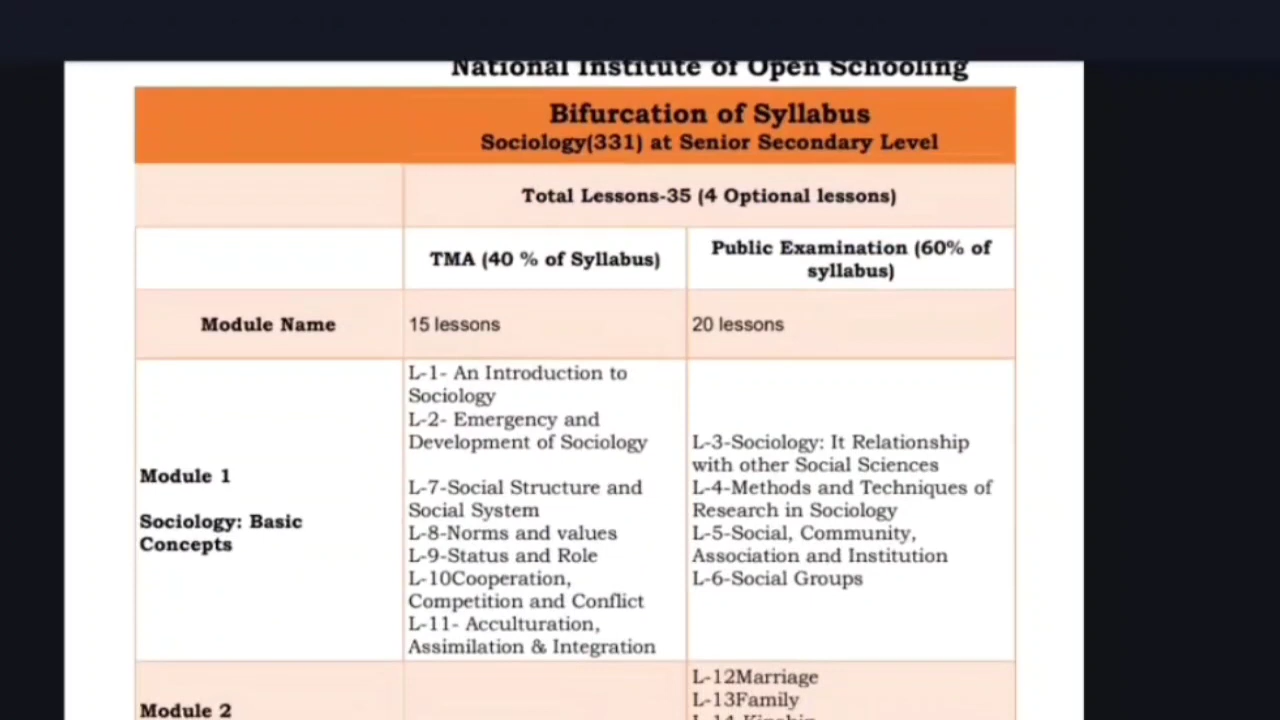 National Institute of Open Schooling
Bifurcation of Syllabus
Sociology(331) at Senior Secondary Level
Total Lessons-35 (4 Optional lessons)
TMA (40 % of Syllabus)
Public Examination (60% of
syllabus)
Module Name
15 lessons
20 lessons
Module 1
Sociology: Basic
Concepts
L-1- An Introduction to
Sociology
L-2- Emergency and
Development of Sociology
L-7-Social Structure and
Social System
L-8-Norms and values
L-9-Status and Role
L-10Cooperation,
Competition and Conflict
L-11- Acculturation,
Assimilation & Integration
L-3-Sociology: It Relationship
with other Social Sciences
L-4-Methods and Techniques of
Research in Sociology
L-5-Social, Community,
Association and Institution
L-6-Social Groups
Module 2
L-12Marriage
L-13Family
L-14-Kinship